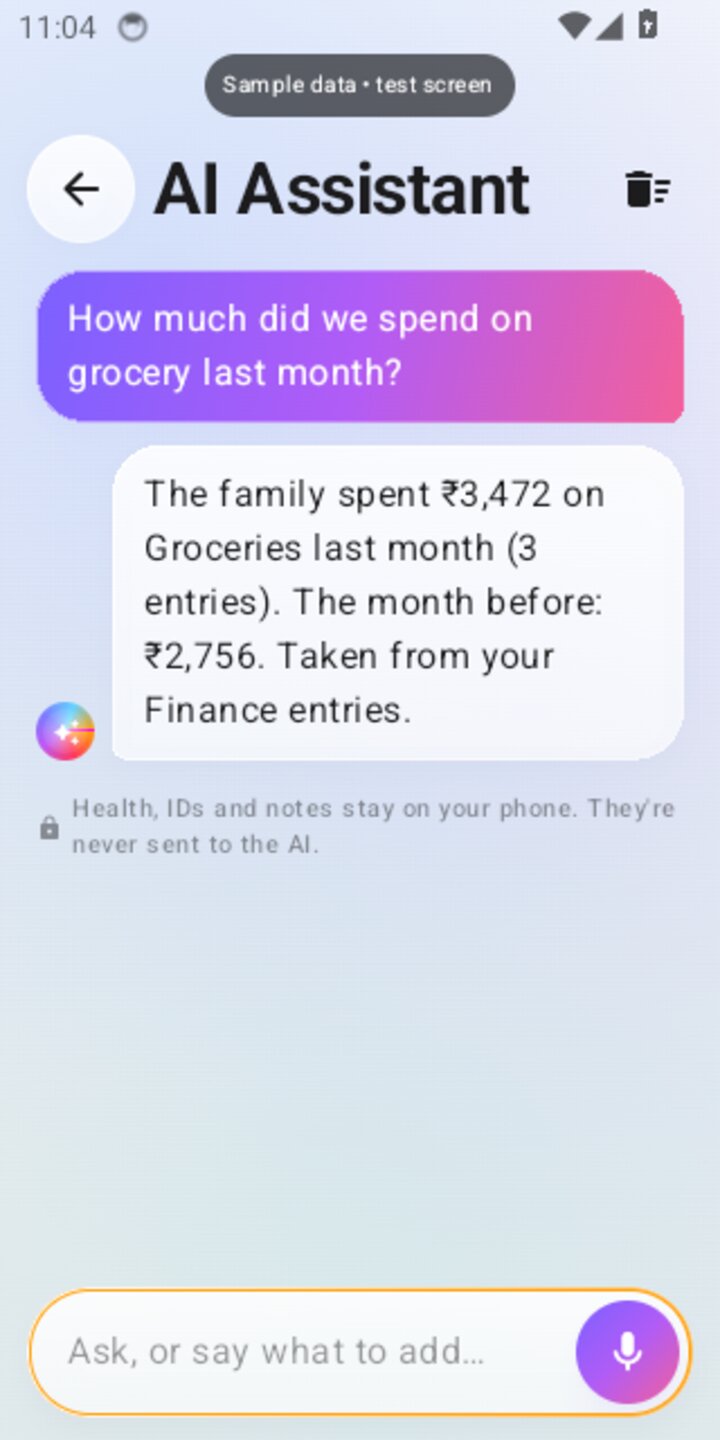 11:04
Sample data • test screen
AI Assistant
How much did we spend on
grocery last month?
The family spent ₹3,472 on
Groceries last month (3
entries). The month before:
₹2,756. Taken from your
Finance entries.
Health, IDs and notes stay on your phone. They're
never sent to the AI.
Ask, or say what to add...